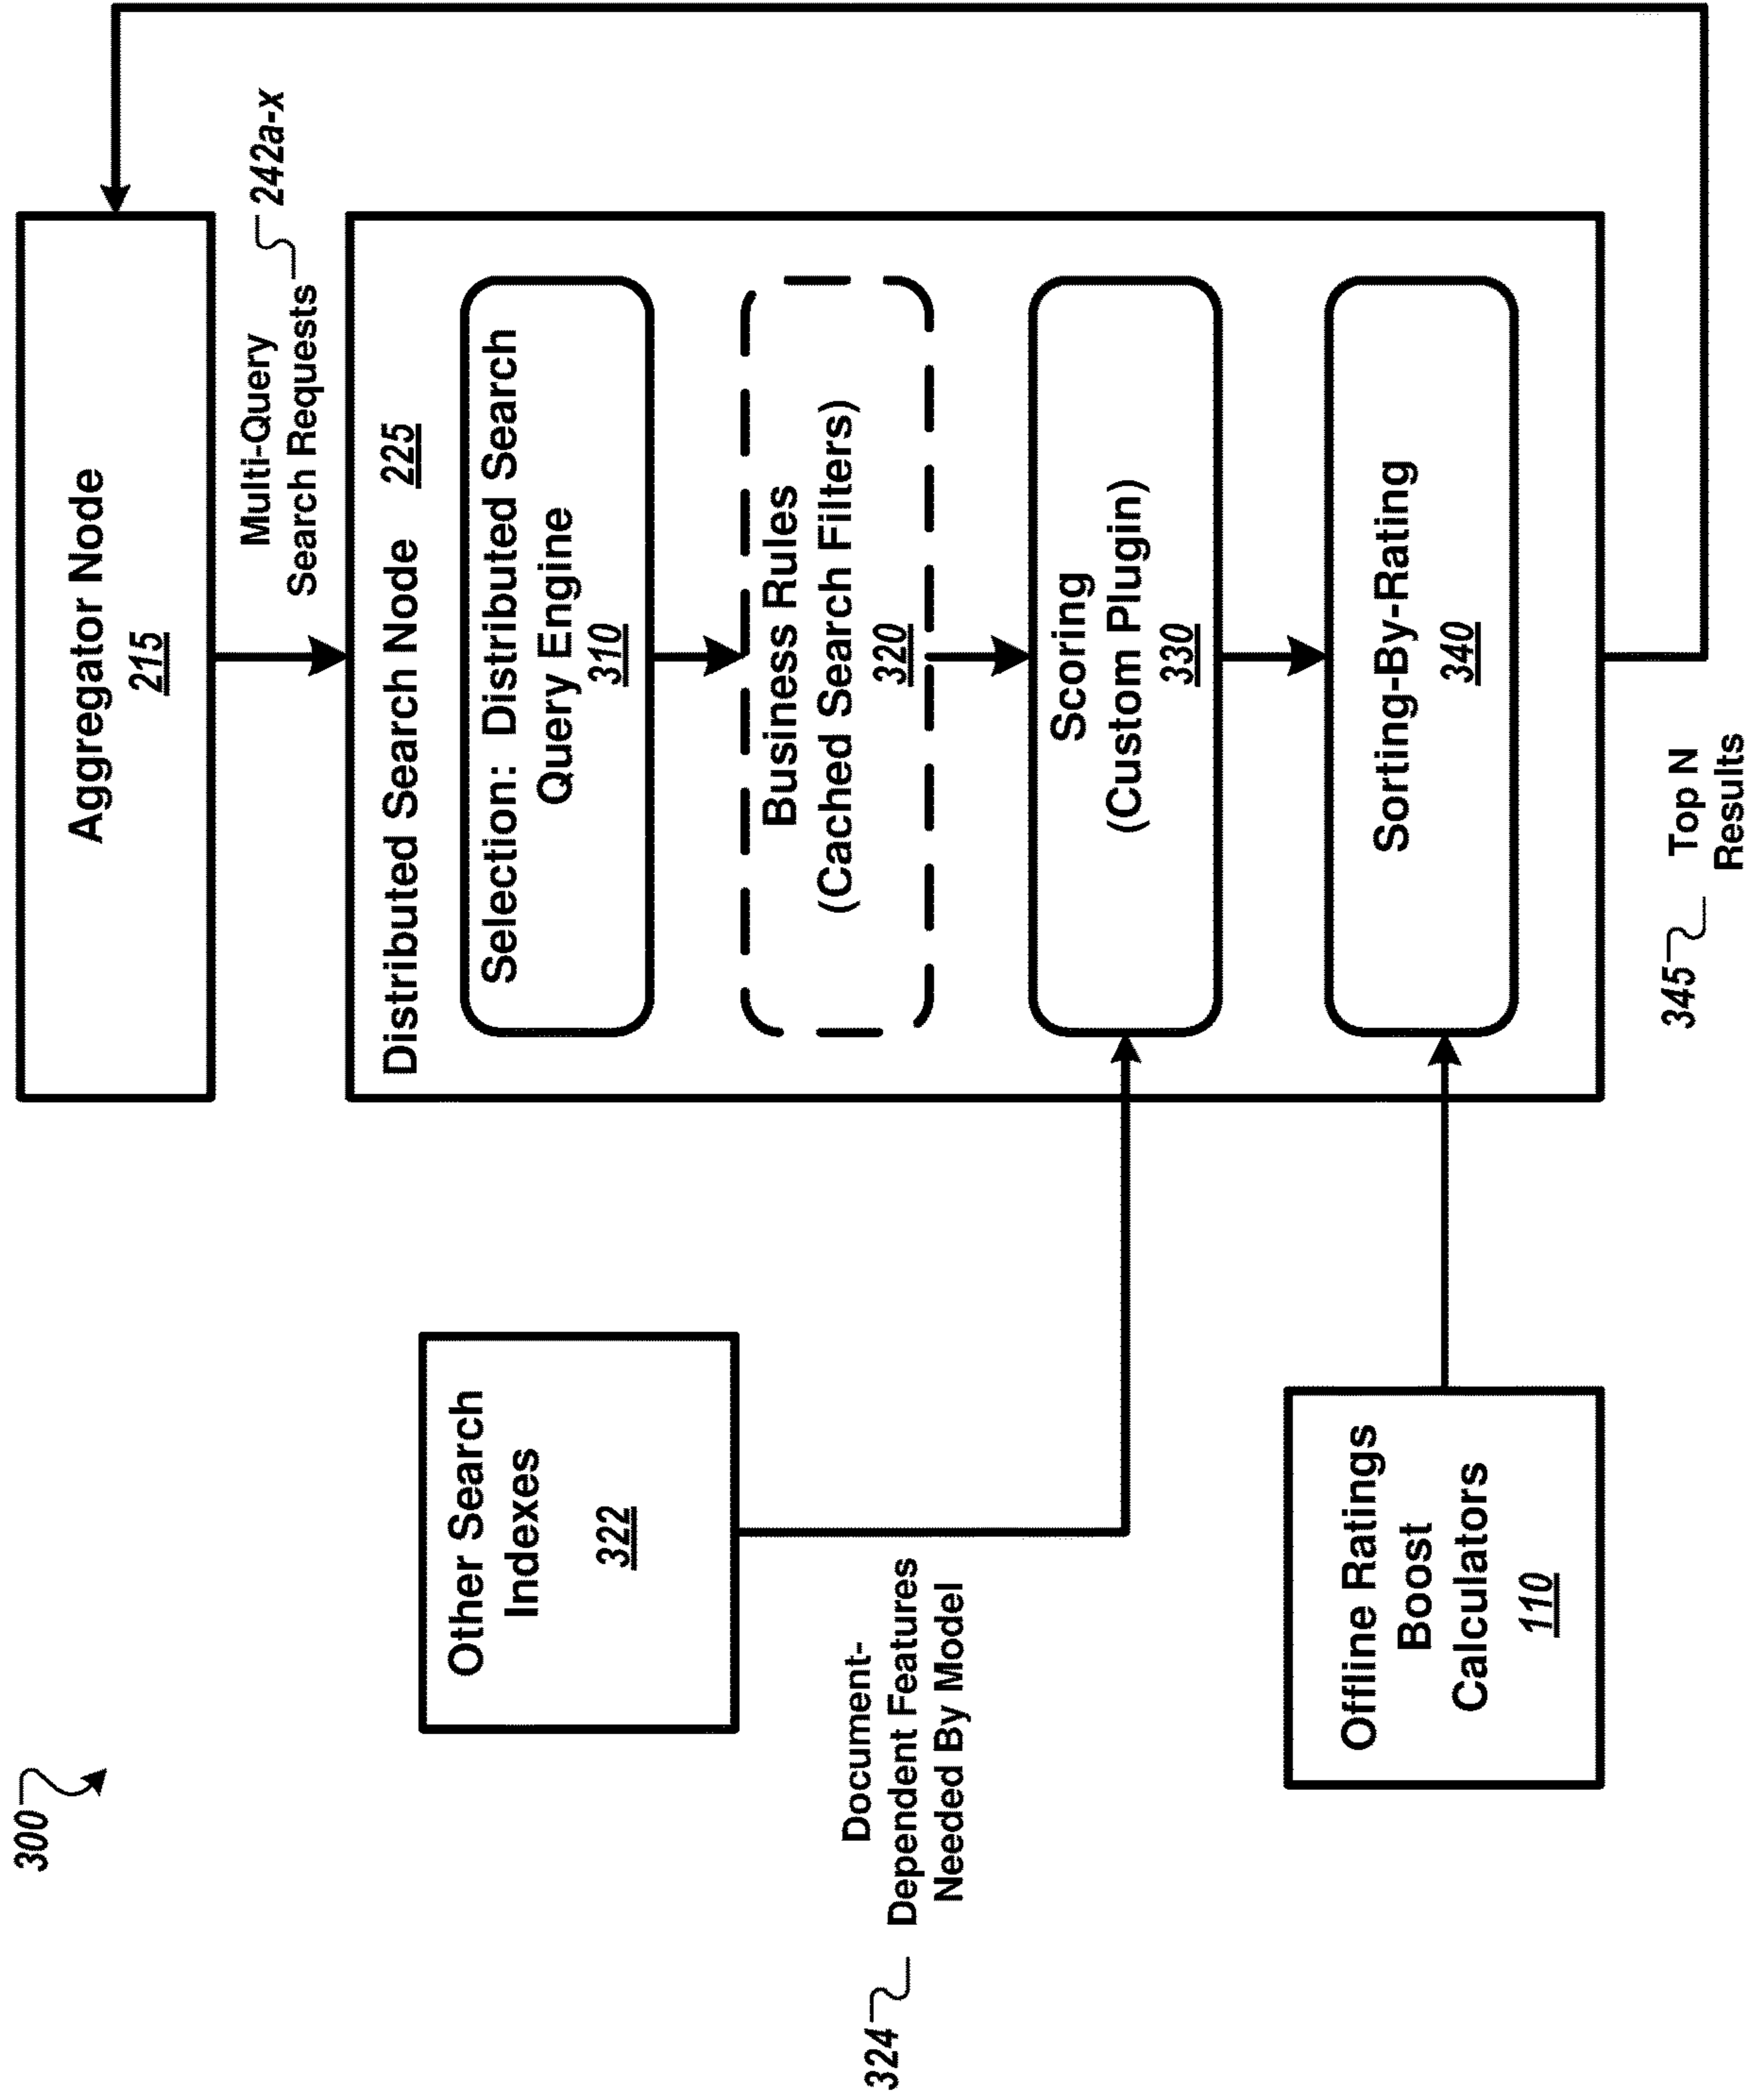 300
Aggregator Node
215
Multi-Query
Search Requests
242a-x
Distributed Search Node 225
Selection: Distributed Search
Query Engine
310
Business Rules
(Cached Search Filters)
320
Other Search
Indexes
322
324
Document-
Dependent Features
Needed By Model
Scoring
(Custom Plugin)
330
Offline Ratings
Boost
Calculators
110
Sorting-By-Rating
340
345
Top N
Results